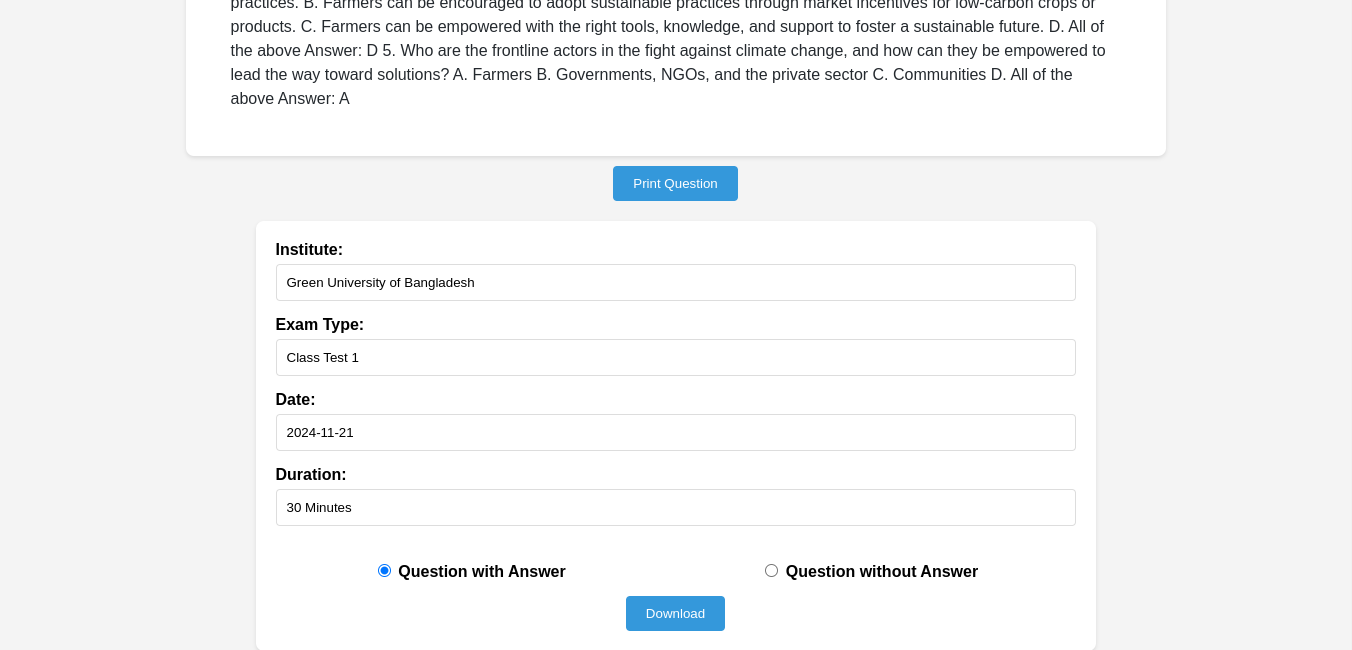 practices. B. Farmers can be encouraged to adopt sustainable practices through market incentives for low-carbon crops or
products. C. Farmers can be empowered with the right tools, knowledge, and support to foster a sustainable future. D. All of
the above Answer: D 5. Who are the frontline actors in the fight against climate change, and how can they be empowered to
lead the way toward solutions? A. Farmers B. Governments, NGOs, and the private sector C. Communities D. All of the
above Answer: A
Print Question
Institute:
Green University of Bangladesh
Exam Type:
Class Test 1
Date:
2024-11-21
Duration:
30 Minutes
Question with Answer Question without Answer
Download